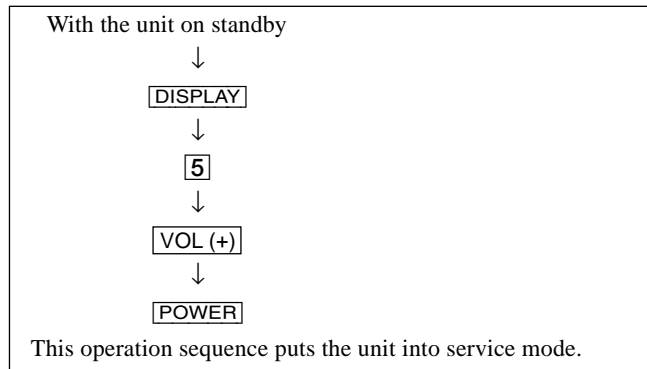 With the unit on standby
↓
DISPLAY
↓
5
↓
VOL (+)
↓
POWER
This operation sequence puts the unit into service mode.